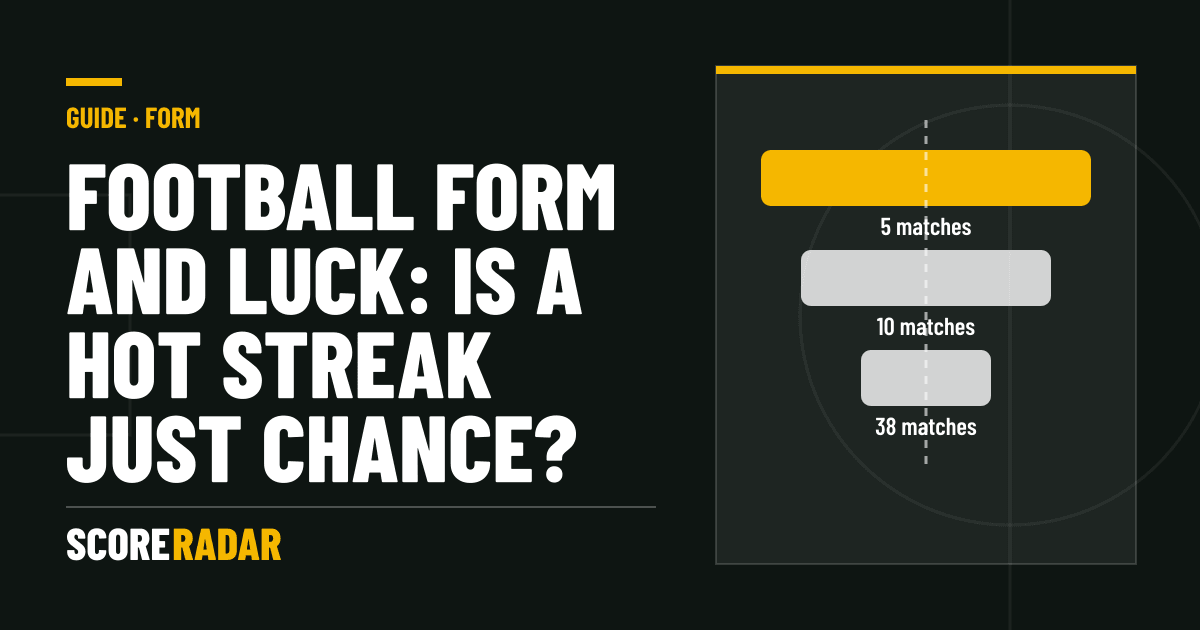 GUIDE · FORM
FOOTBALL FORM
AND LUCK: IS A
HOT STREAK
JUST CHANCE?
SCORERADAR
5 matches
10 matches
38 matches